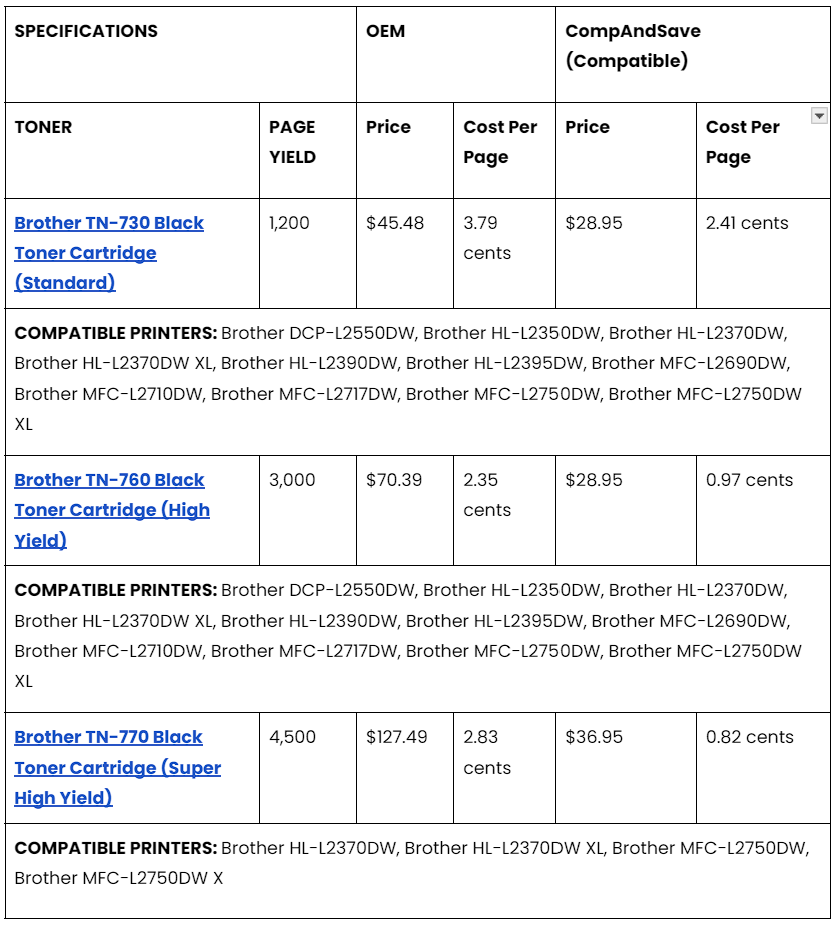 SPECIFICATIONS OEM CompAndSave
(Compatible)
TONER PAGE Price Cost Per Price Cost Per
YIELD Page Page
Brother TN-730 Black 1,200 $45.48 3.79 $28.95 2.41 cents
Toner Cartridge cents
(Standard)
COMPATIBLE PRINTERS: Brother DCP-L2550DW, Brother HL-L2350DW, Brother HL-L2370DW,
Brother HL-L2370DW XL, Brother HL-L2390DW, Brother HL-L2395DW, Brother MFC-L2690DW,
Brother MFC-L2710DW, Brother MFC-L2717DW, Brother MFC-L2750DW, Brother MFC-L2750DW
XL
Brother TN-760 Black 3,000 $70.39 2.35 $28.95 0.97 cents
Toner Cartridge (High cents
Yield)
COMPATIBLE PRINTERS: Brother DCP-L2550DW, Brother HL-L2350DW, Brother HL-L2370DW,
Brother HL-L2370DW XL, Brother HL-L2390DW, Brother HL-L2395DW, Brother MFC-L2690DW,
Brother MFC-L2710DW, Brother MFC-L2717DW, Brother MFC-L2750DW, Brother MFC-L2750DW
XL
Brother TN-770 Black 4,500 $127.49 2.83 $36.95 0.82 cents
Toner Cartridge (Super cents
High Yield)
COMPATIBLE PRINTERS: Brother HL-L2370DW, Brother HL-L2370DW XL, Brother MFC-L2750DW,
Brother MFC-L2750DW X